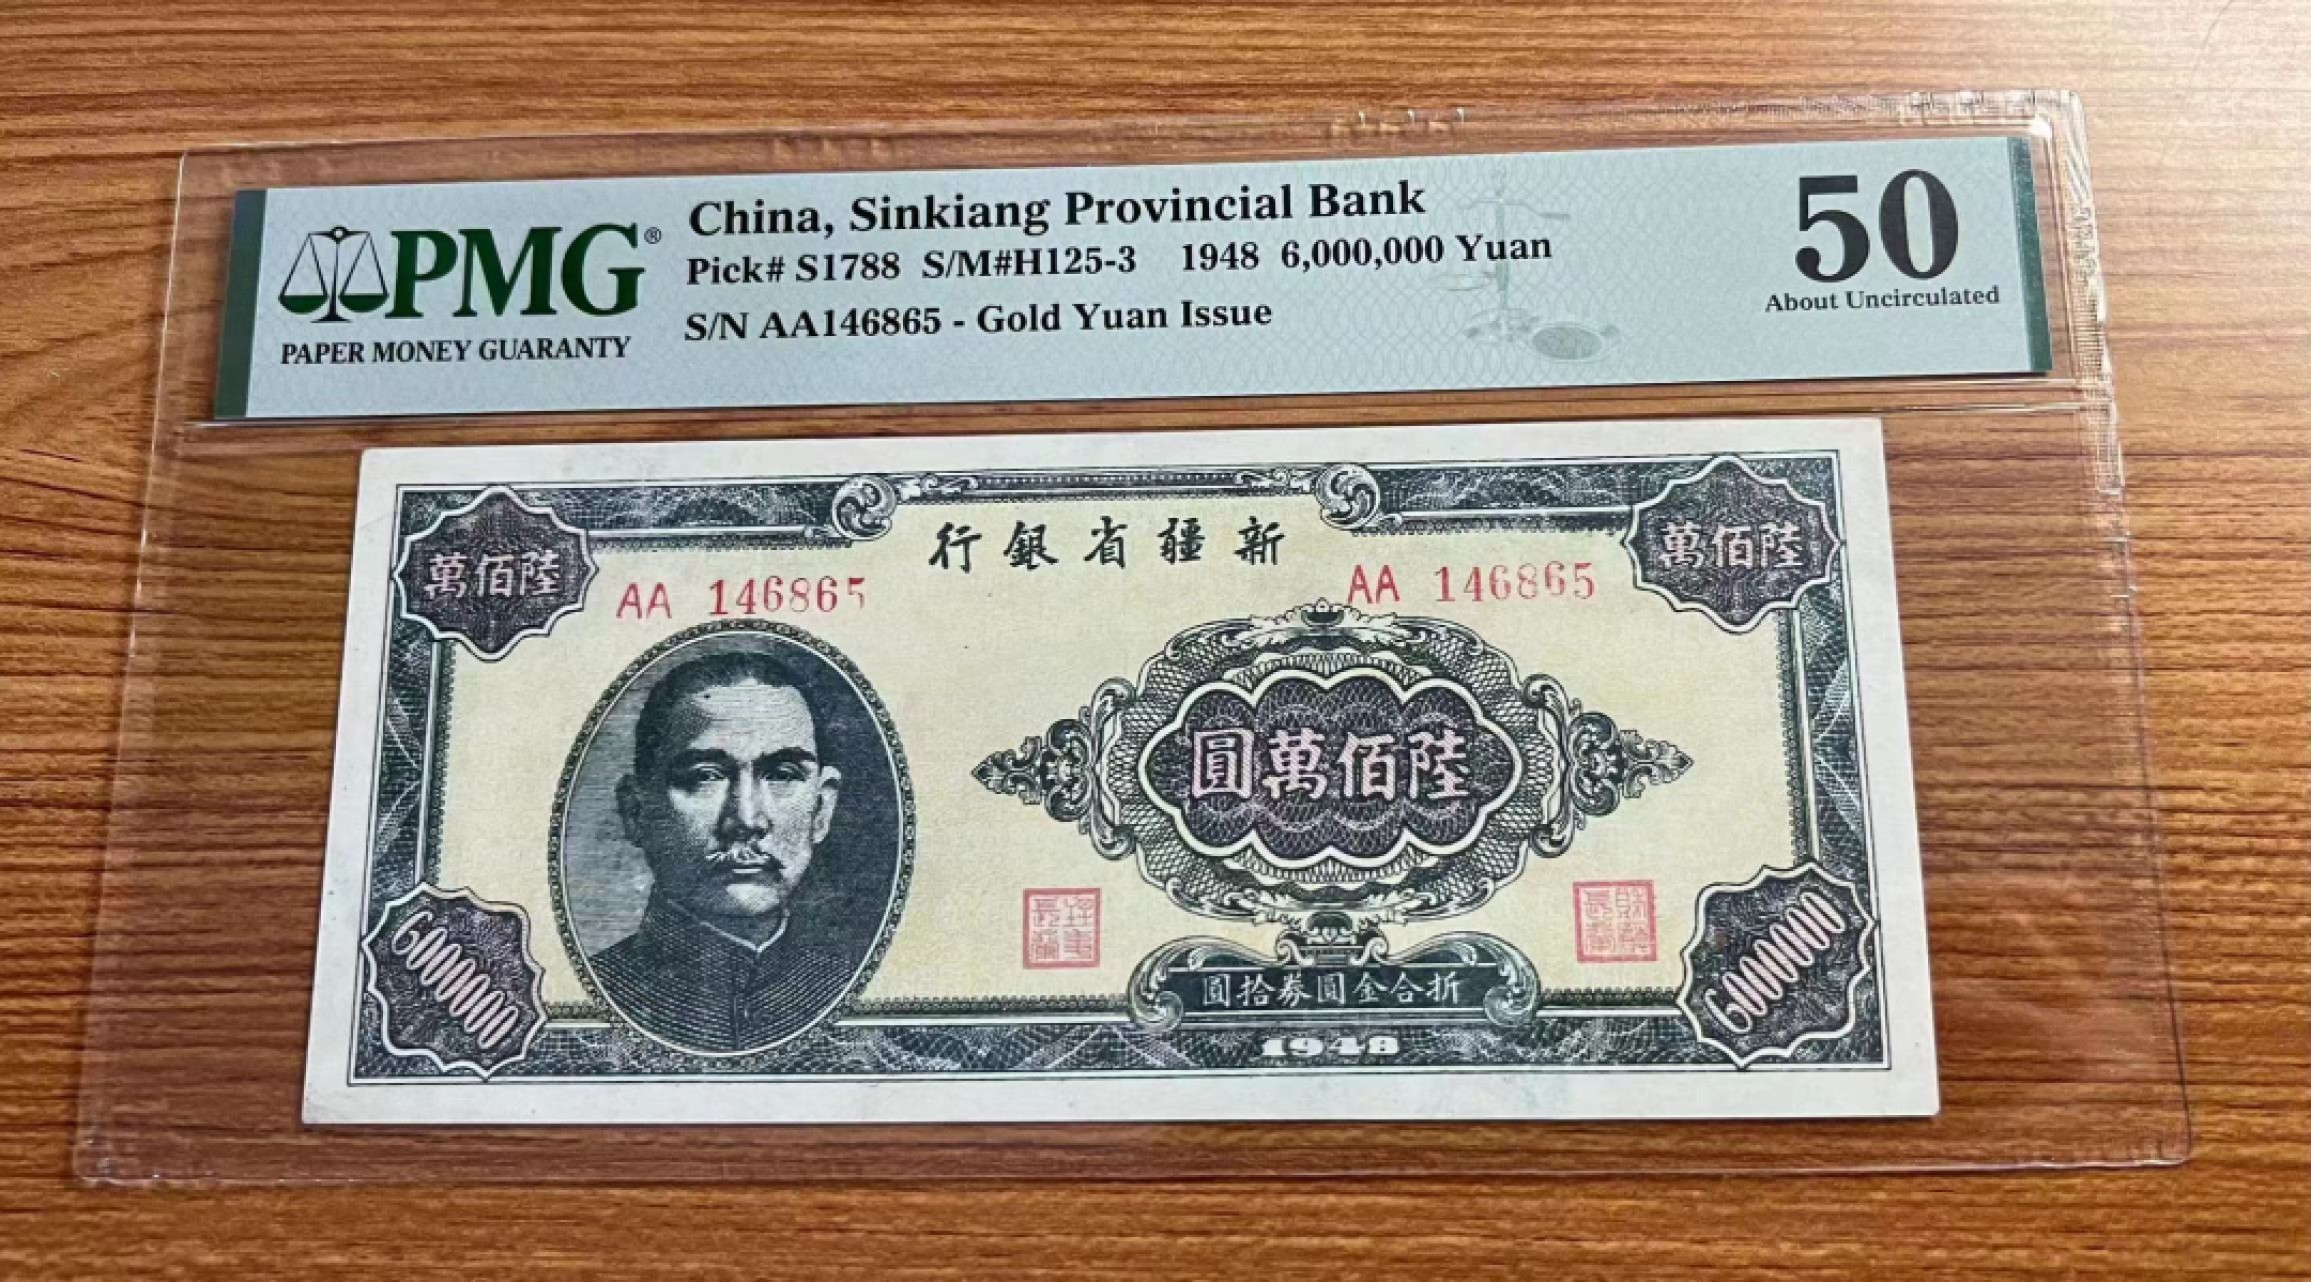 PMG®
PAPER MONEY GUARANTY
China, Sinkiang Provincial Bank
Pick# S1788 S/M#H125-3 1948 6,000,000 Yuan
S/N AA146865 - Gold Yuan Issue
50
About Uncirculated
行銀省疆新
萬佰陸
萬佰陸
AA 146865
AA 146865
圓萬佰陸
6000000
6000000
圓拾券圓金合折
1948